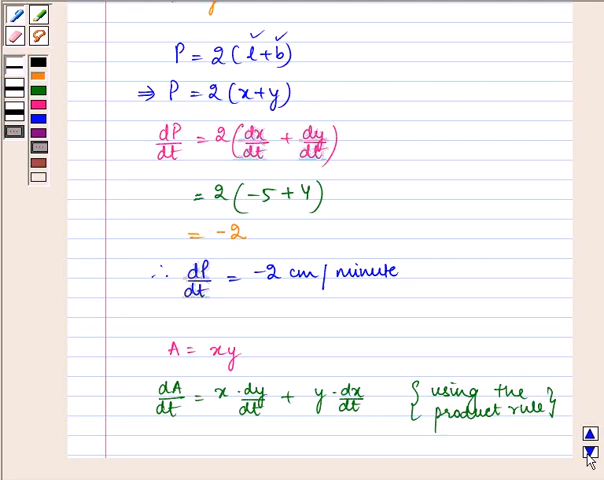 P = 2(l+b)
⇒ P = 2(x+y)
dP/dt = 2(dx/dt + dy/dt)
= 2(-5+4)
= -2
∴ dP/dt = -2 cm/minute
A = xy
dA/dt = x·dy/dt + y·dx/dt {using the
product rule}